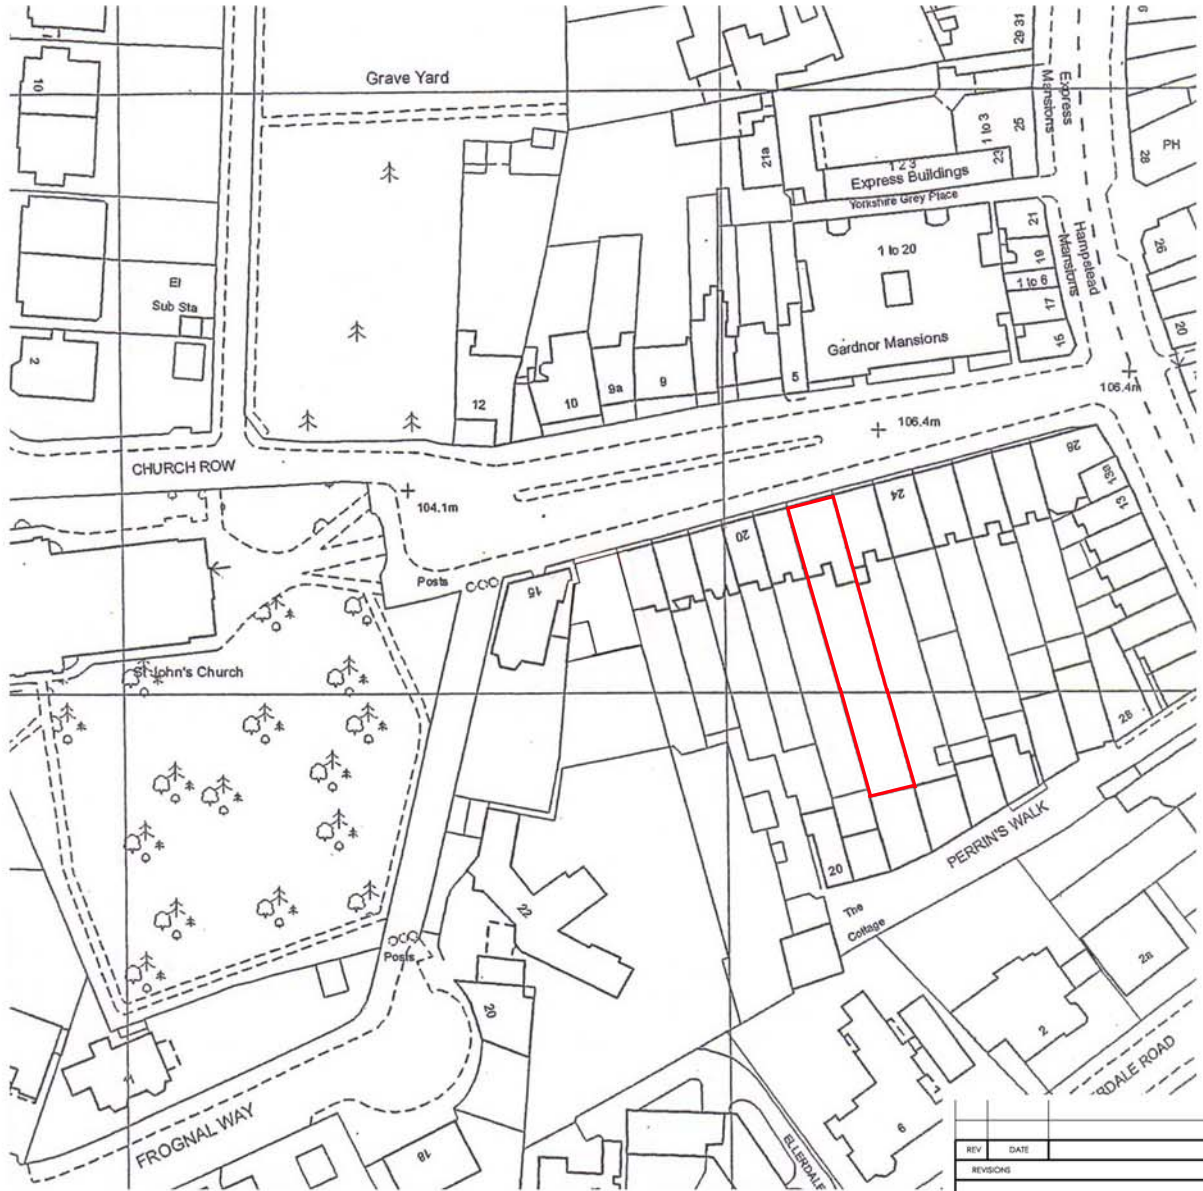 Grave Yard
10
29 31
Express
Mansions
1 to 3
25
23
28
PH
21a
1 2 3
Express Buildings
Yorkshire Grey Place
21
19
1 to 6
17
Hampstead
Mansions
26
20
1 to 20
Gardnor Mansions
El
Sub Sta
2
12
10
9a
9
5
106.4m
106.4m
CHURCH ROW
104.1m
Posts
15
20
24
26
13a
13
St John's Church
28
PERRIN'S WALK
20
The
Cottage
22
Posts
20
2a
2
6
11
FROGNAL WAY
18
ELLERDALE
RDALE ROAD
REV
DATE
REVISIONS